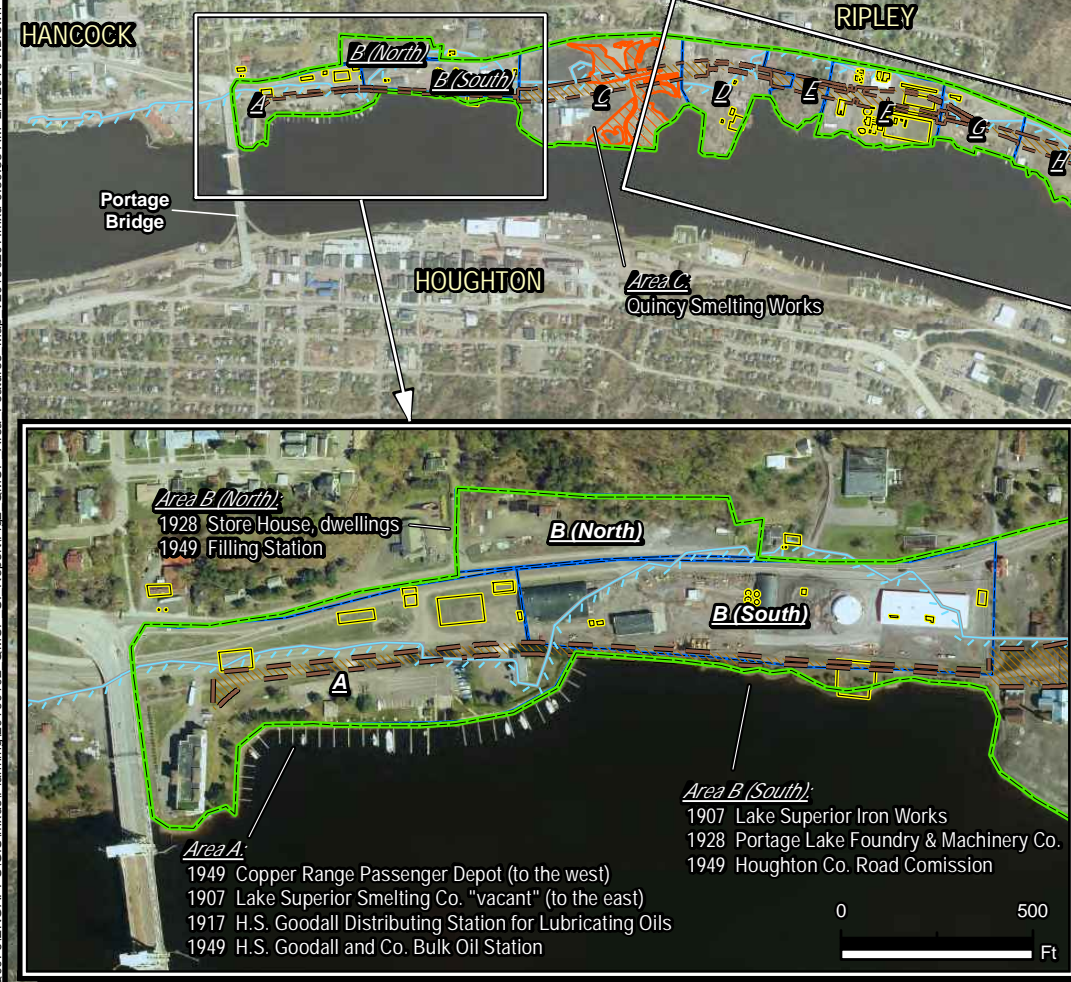 HANCOCK
RIPLEY
B (North)
B (South)
A
C
D
E
E
G
H
Portage
Bridge
HOUGHTON
Area C:
Quincy Smelting Works
Area B (North):
1928 Store House, dwellings
1949 Filling Station
B (North)
B (South)
A
Area B (South):
1907 Lake Superior Iron Works
1928 Portage Lake Foundry & Machinery Co.
1949 Houghton Co. Road Comission
Area A:
1949 Copper Range Passenger Depot (to the west)
1907 Lake Superior Smelting Co. "vacant" (to the east)
1917 H.S. Goodall Distributing Station for Lubricating Oils
1949 H.S. Goodall and Co. Bulk Oil Station
0 500
Ft